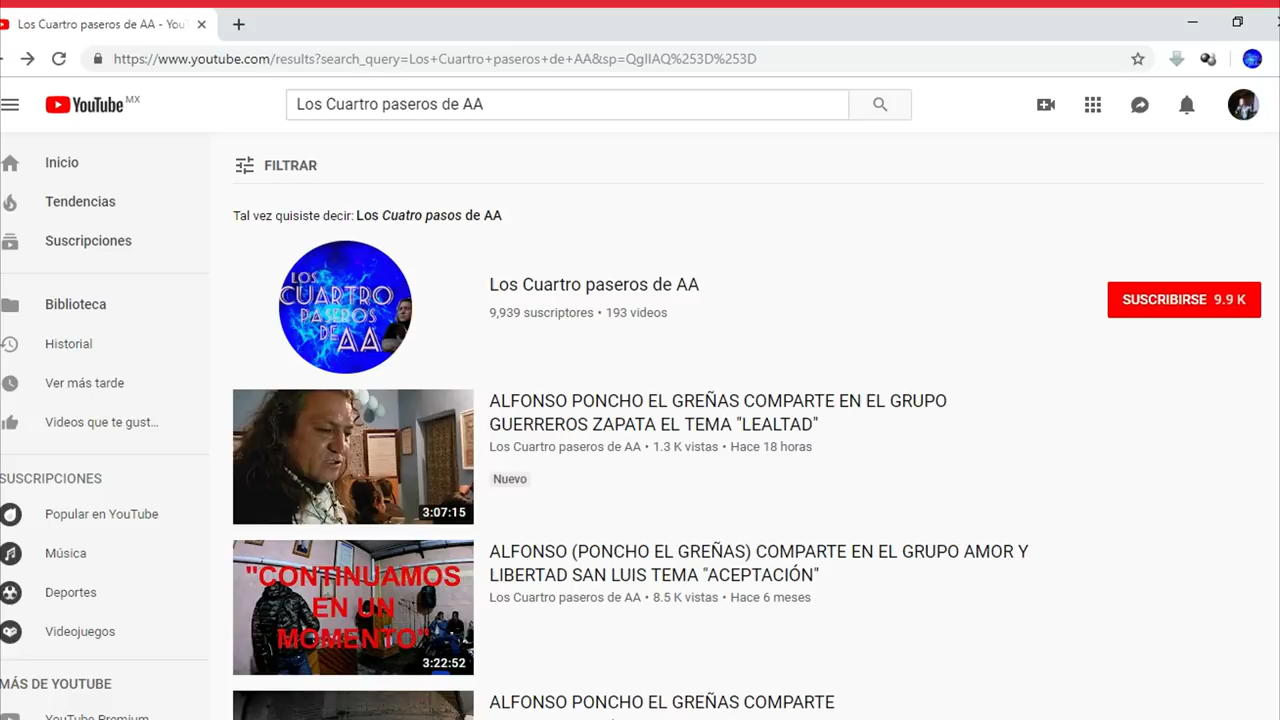 Los Cuartro paseros de AA - You
https://www.youtube.com/results?search_query=Los+Cuartro+paseros+de+AA&sp=QgIIAQ%253D%253D
YouTube MX
Los Cuartro paseros de AA
Inicio
Tendencias
Suscripciones
Biblioteca
Historial
Ver más tarde
Videos que te gust...
SUSCRIPCIONES
Popular en YouTube
Música
Deportes
Videojuegos
MÁS DE YOUTUBE
YouTube Premium
FILTRAR
Tal vez quisiste decir: Los Cuatro pasos de AA
LOS
CUARTRO
PASEROS
DE AA
Los Cuartro paseros de AA
9,939 suscriptores • 193 videos
SUSCRIBIRSE 9.9 K
3:07:15
ALFONSO PONCHO EL GREÑAS COMPARTE EN EL GRUPO
GUERREROS ZAPATA EL TEMA "LEALTAD"
Los Cuartro paseros de AA • 1.3 K vistas • Hace 18 horas
Nuevo
"CONTINUAMOS
EN UN
MOMENTO"
3:22:52
ALFONSO (PONCHO EL GREÑAS) COMPARTE EN EL GRUPO AMOR Y
LIBERTAD SAN LUIS TEMA "ACEPTACIÓN"
Los Cuartro paseros de AA • 8.5 K vistas • Hace 6 meses
ALFONSO PONCHO EL GREÑAS COMPARTE